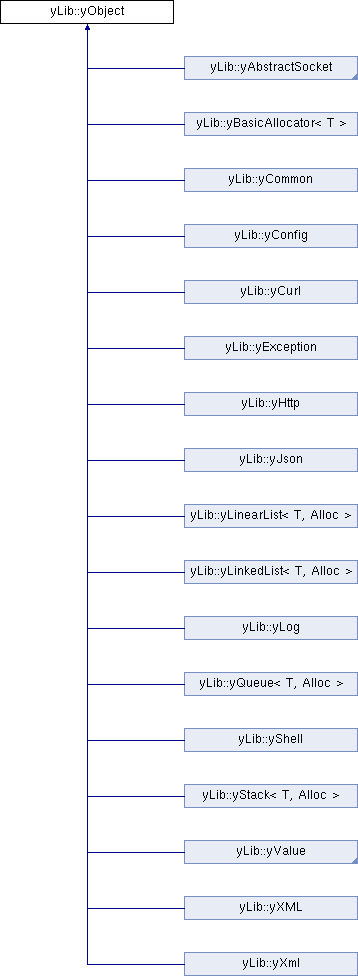 yLib::yObject
yLib::yAbstractSocket
yLib::yBasicAllocator< T >
yLib::yCommon
yLib::yConfig
yLib::yCurl
yLib::yException
yLib::yHttp
yLib::yJson
yLib::yLinearList< T, Alloc >
yLib::yLinkedList< T, Alloc >
yLib::yLog
yLib::yQueue< T, Alloc >
yLib::yShell
yLib::yStack< T, Alloc >
yLib::yValue
yLib::yXML
yLib::yXml